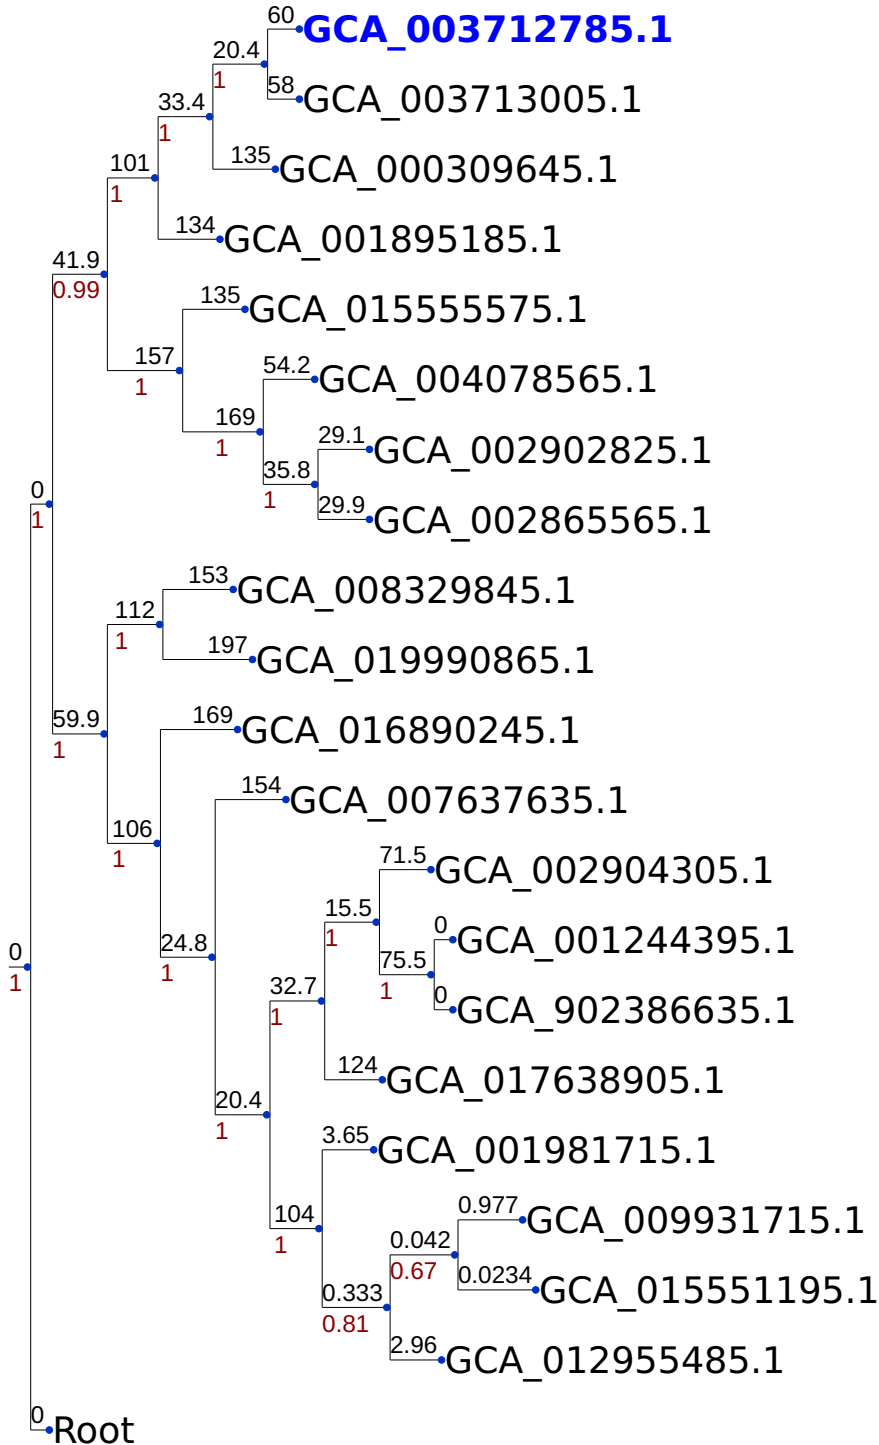 60
GCA_003712785.1
20.4
1
58
GCA_003713005.1
33.4
1
135
GCA_000309645.1
101
1
134
GCA_001895185.1
41.9
0.99
135
GCA_015555575.1
157
1
54.2
GCA_004078565.1
169
1
29.1
GCA_002902825.1
35.8
1
29.9
GCA_002865565.1
0
1
153
GCA_008329845.1
112
1
197
GCA_019990865.1
59.9
1
169
GCA_016890245.1
106
1
154
GCA_007637635.1
71.5
GCA_002904305.1
15.5
1
0
GCA_001244395.1
75.5
1
0
GCA_902386635.1
24.8
1
0
1
32.7
1
124
GCA_017638905.1
20.4
1
3.65
GCA_001981715.1
104
1
0.977
GCA_009931715.1
0.042
0.67
0.0234
GCA_015551195.1
0.333
0.81
2.96
GCA_012955485.1
0
Root